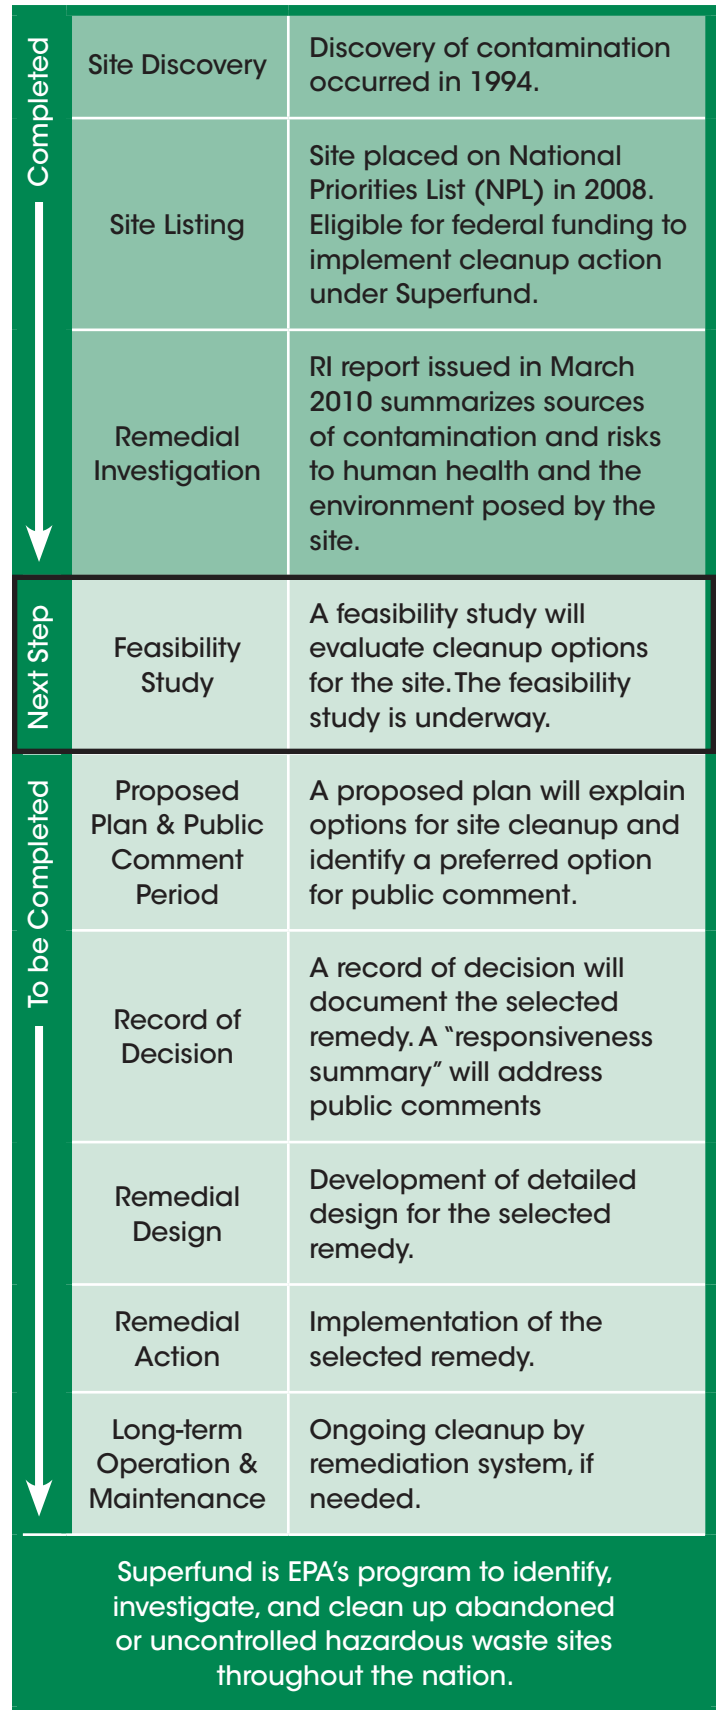 Completed
Site Discovery
Discovery of contamination
occurred in 1994.
Site Listing
Site placed on National
Priorities List (NPL) in 2008.
Eligible for federal funding to
implement cleanup action
under Superfund.
Remedial
Investigation
RI report issued in March
2010 summarizes sources
of contamination and risks
to human health and the
environment posed by the
site.
Next Step
Feasibility
Study
A feasibility study will
evaluate cleanup options
for the site. The feasibility
study is underway.
To be Completed
Proposed
Plan & Public
Comment
Period
A proposed plan will explain
options for site cleanup and
identify a preferred option
for public comment.
Record of
Decision
A record of decision will
document the selected
remedy. A “responsiveness
summary” will address
public comments
Remedial
Design
Development of detailed
design for the selected
remedy.
Remedial
Action
Implementation of the
selected remedy.
Long-term
Operation &
Maintenance
Ongoing cleanup by
remediation system, if
needed.
Superfund is EPA’s program to identify,
investigate, and clean up abandoned
or uncontrolled hazardous waste sites
throughout the nation.